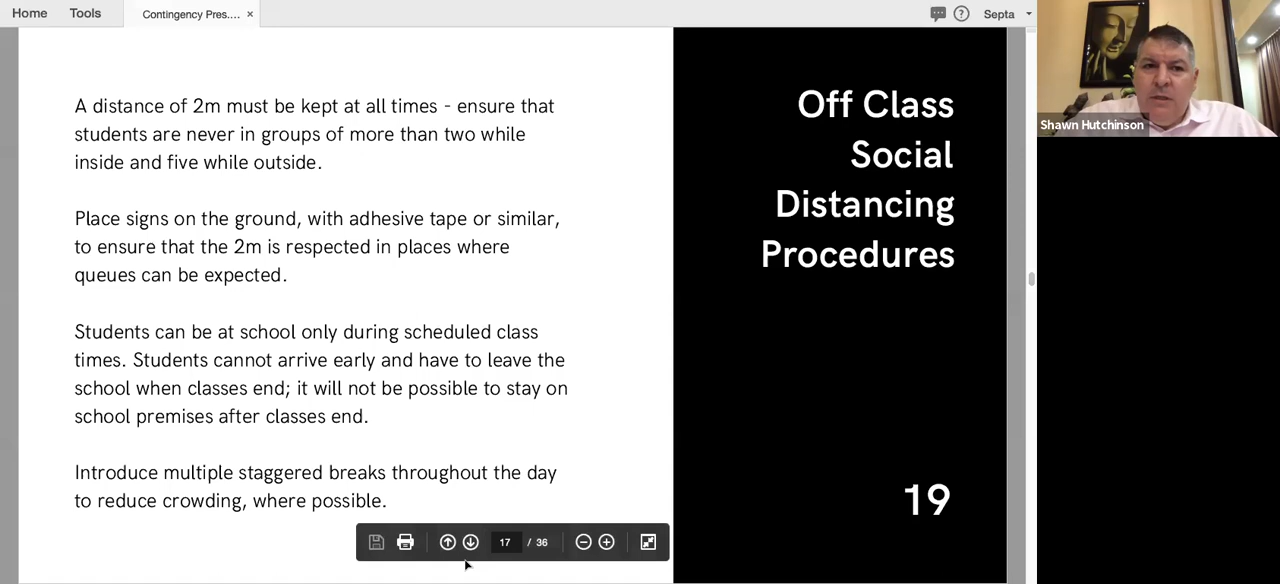 Home
Tools
Contingency Pres.... ×
? Septa
A distance of 2m must be kept at all times - ensure that
students are never in groups of more than two while
inside and five while outside.
Place signs on the ground, with adhesive tape or similar,
to ensure that the 2m is respected in places where
queues can be expected.
Students can be at school only during scheduled class
times. Students cannot arrive early and have to leave the
school when classes end; it will not be possible to stay on
school premises after classes end.
Introduce multiple staggered breaks throughout the day
to reduce crowding, where possible.
Off Class
Social
Distancing
Procedures
19
17 / 36
Shawn Hutchinson